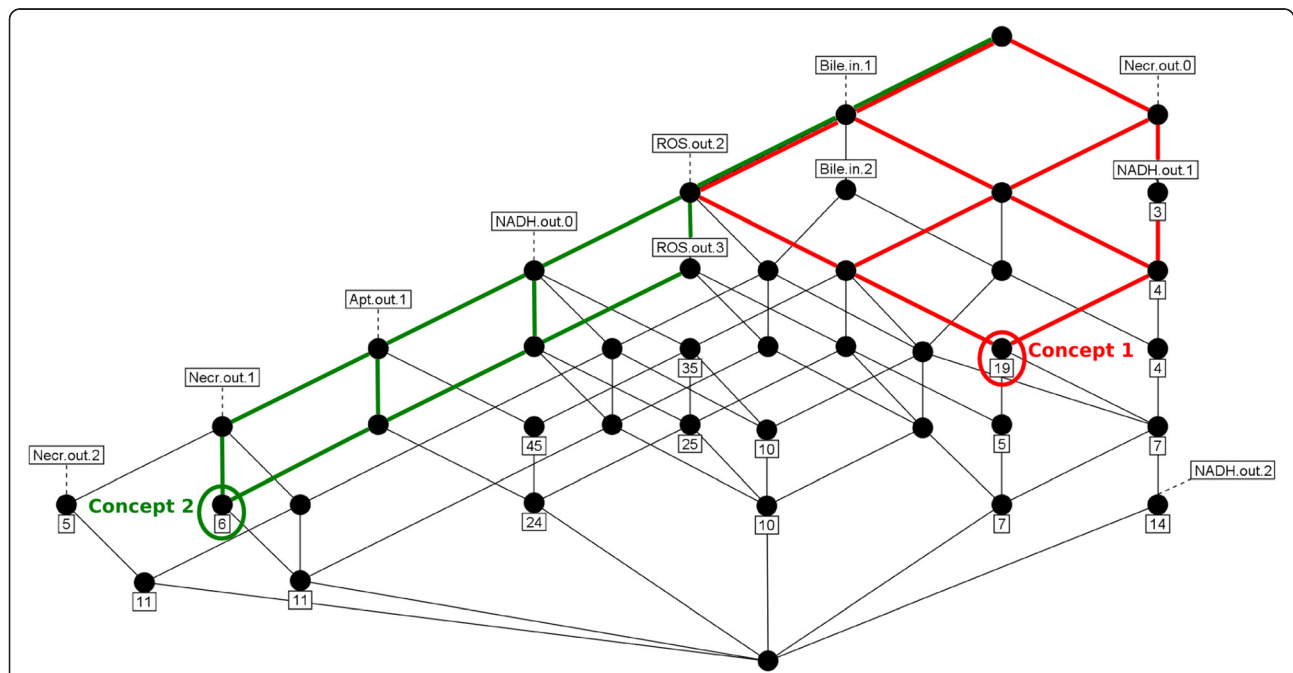 Bile.in.1
Necr.out.0
ROS.out.2
Bile.in.2
NADH.out.1
3
NADH.out.0
ROS.out.3
4
Apt.out.1
35
19
Concept 1
4
Necr.out.1
45
25
10
5
7
Necr.out.2
NADH.out.2
5
Concept 2
6
24
10
7
14
11
11